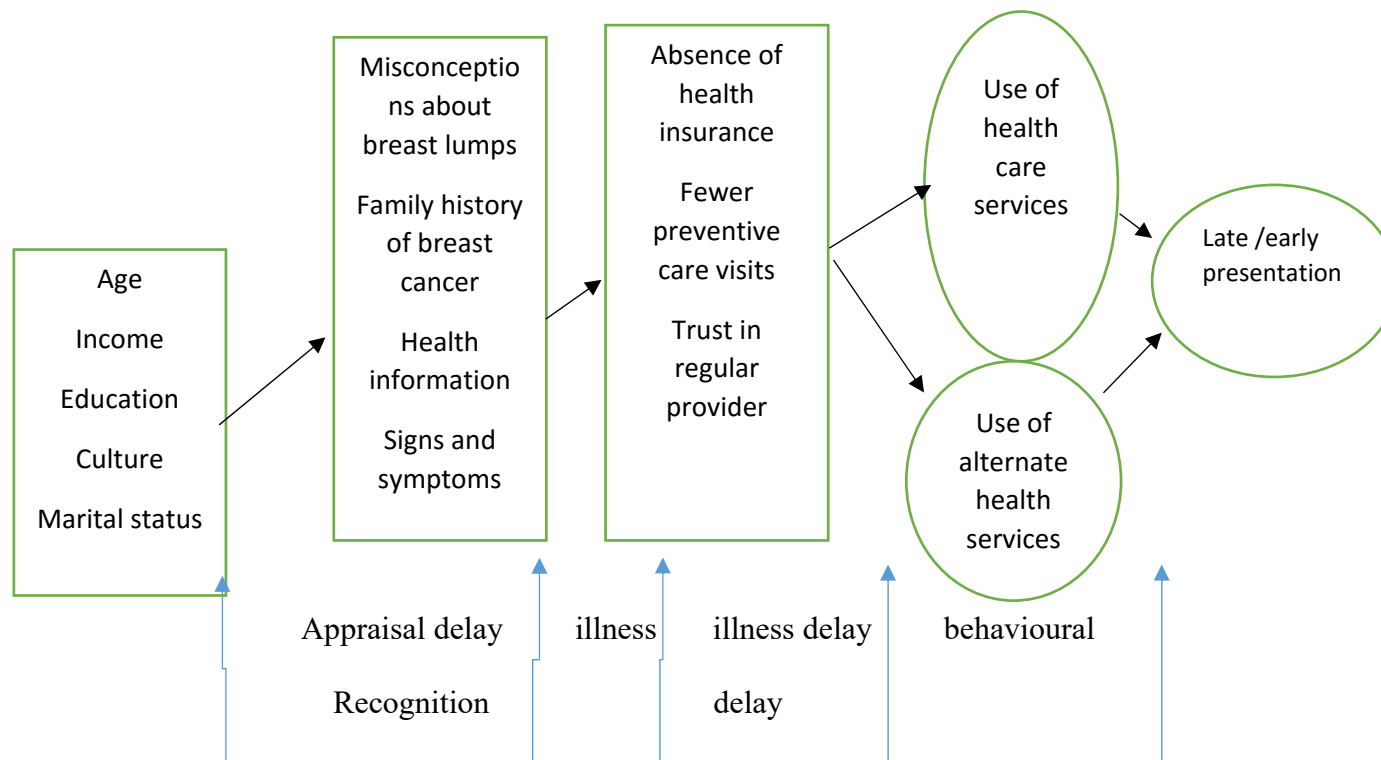 Age
Income
Education
Culture
Marital status
Misconceptio
ns about
breast lumps
Family history
of breast
cancer
Health
information
Signs and
symptoms
Absence of
health
insurance
Fewer
preventive
care visits
Trust in
regular
provider
Use of
health
care
services
Use of
alternate
health
services
Late /early
presentation
Appraisal delay illness illness delay behavioural
Recognition delay